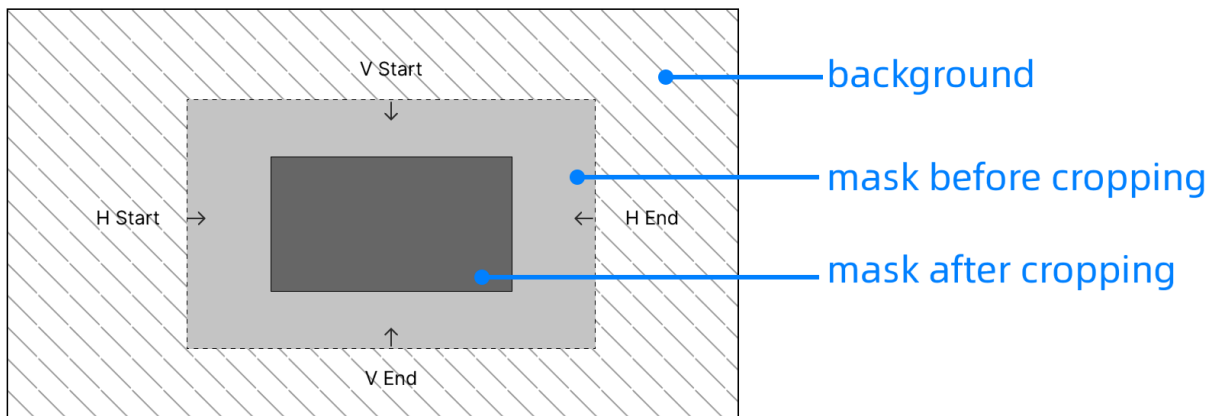 V Start
background
mask before cropping
H Start
H End
mask after cropping
V End